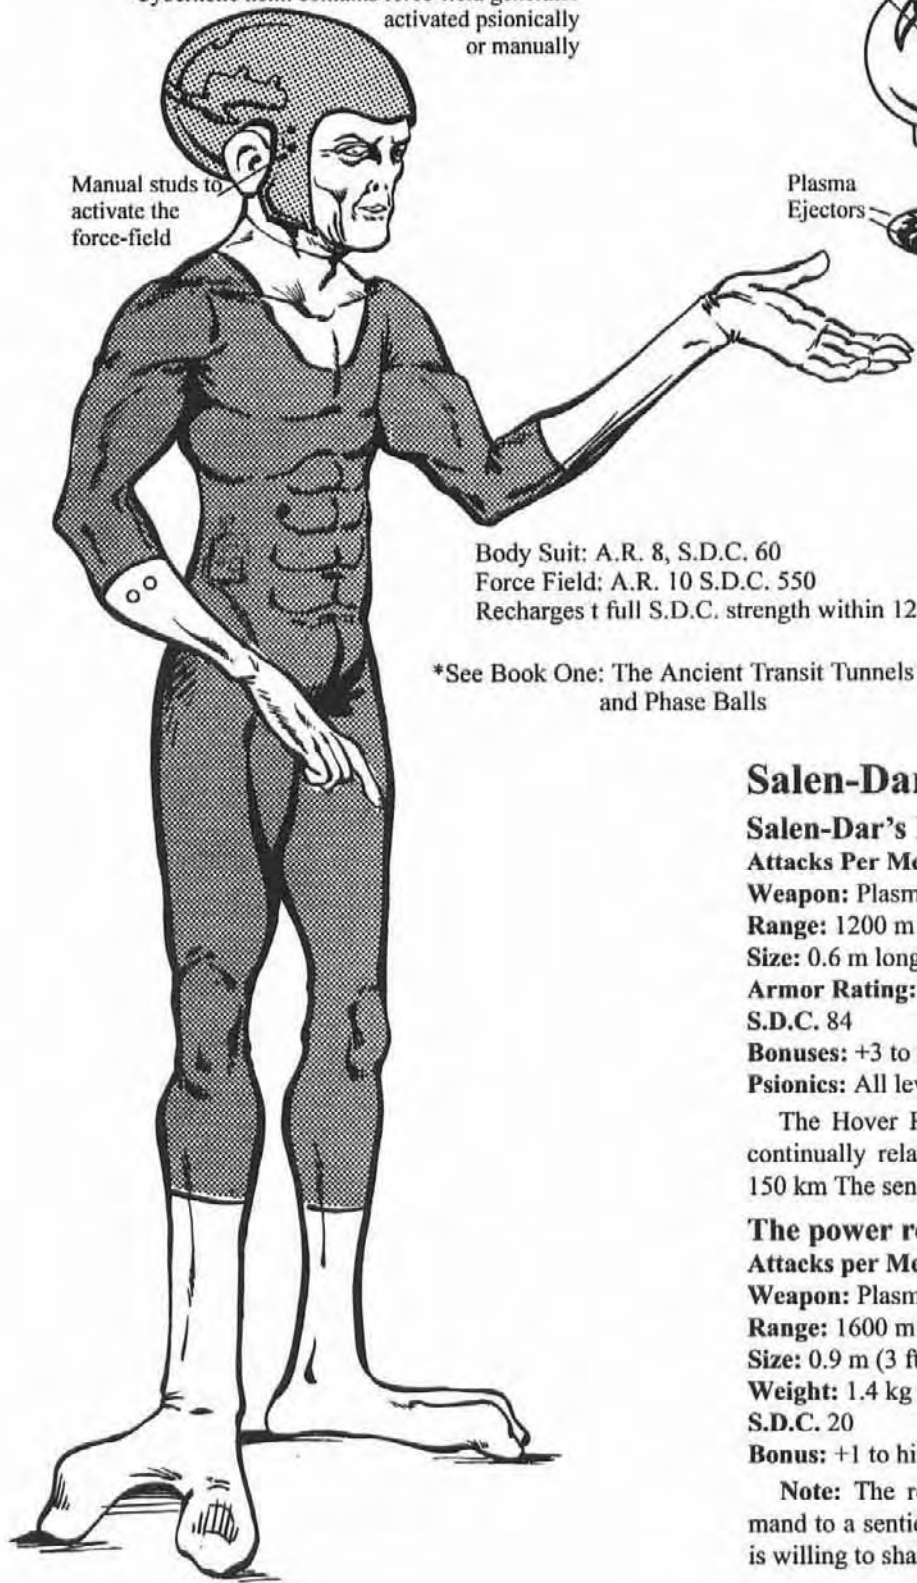 activated psionically
or manually
Manual studs to
activate the
force-field
Plasma
Ejectors
Body Suit: A.R. 8, S.D.C. 60
Force Field: A.R. 10 S.D.C. 550
Recharges t full S.D.C. strength within 12
*See Book One: The Ancient Transit Tunnels
and Phase Balls
Salen-Dar
Salen-Dar's
Attacks Per Me
Weapon: Plasm
Range: 1200 m
Size: 0.6 m long
Armor Rating:
S.D.C. 84
Bonuses: +3 to
Psionics: All lev
The Hover
continually rela
150 km The sen
The power r
Attacks per Me
Weapon: Plasm
Range: 1600 m
Size: 0.9 m (3 ft
Weight: 1.4 kg
S.D.C. 20
Bonus: +1 to hi
Note: The r
mand to a sentie
is willing to sha